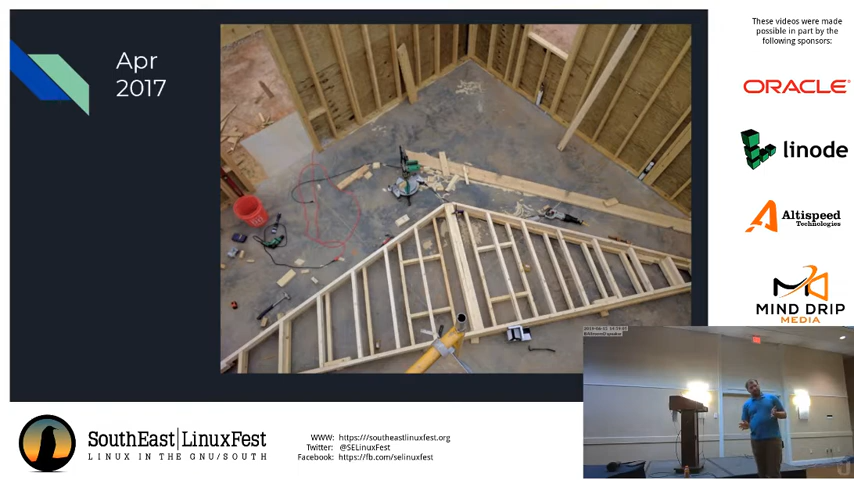 Apr
2017
These videos were made
possible in part by the
following sponsors:
ORACLE®
linode
Altispeed
Technologies
MIND DRIP
MEDIA
SouthEast|LinuxFest
LINUX IN THE GNU/SOUTH
WWW: https:///southeastlinuxfest.org
Twitter: @SELinuxFest
Facebook: https://fb.com/selinuxfest